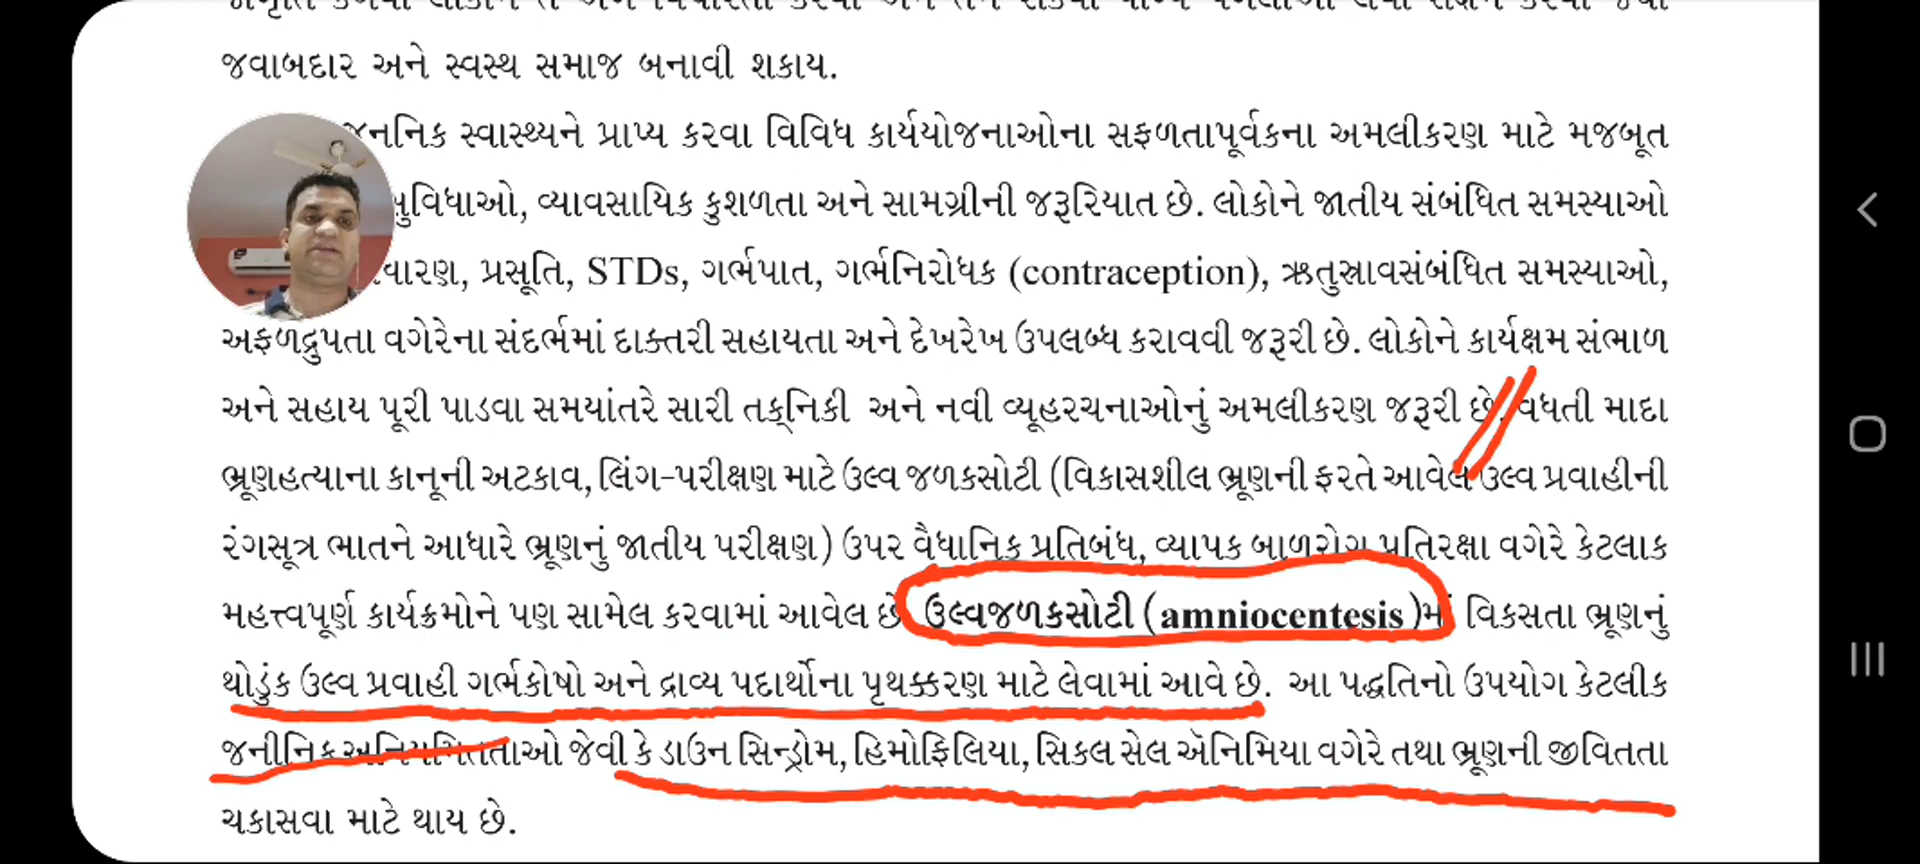 જવાબદાર અને સ્વસ્થ સમાજ બનાવી શકાય.
સ્વાસ્થ્યને પ્રાપ્ય કરવા વિવિધ કાર્યયોજનાઓના સફળતાપૂર્વકના અમલીકરણ માટે મજબૂત
વ્યાવસાયિક કુશળતા અને સામગ્રીની જરૂરિયાત છે. લોકોને જાતીય સંબંધિત સમસ્યાઓ
પ્રસૂતિ, STDs, ગર્ભપાત, ગર્ભનિરોધક (contraception), ઋતુસ્રાવસંબંધિત સમસ્યાઓ,
અફળદ્રુપતા વગેરેના સંદર્ભમાં દાક્તરી સહાયતા અને દેખરેખ ઉપલબ્ધ કરાવવી જરૂરી છે. લોકોને કાર્યક્ષમ સંભાળ
અને સહાય પૂરી પાડવા સમયાંતરે સારી તક્નિકી અને નવી વ્યૂહરચનાઓનું અમલીકરણ જરૂરી છે. વધતી માદા
ભ્રૂણહત્યાના કાનૂની અટકાવ, લિંગ-પરીક્ષણ માટે ઉલ્વ જળકસોટી (વિકાસશીલ ભ્રૂણની ફરતે આવેલ ઉલ્વ પ્રવાહીની
રંગસૂત્ર ભાતને આધારે ભ્રૂણનું જાતીય પરીક્ષણ) ઉપર વૈધાનિક પ્રતિબંધ, વ્યાપક બાળરોગ પ્રતિરક્ષા વગેરે કેટલાક
મહત્ત્વપૂર્ણ કાર્યક્રમોને પણ સામેલ કરવામાં આવેલ છે. ઉલ્વજળકસોટી (amniocentesis)માં વિકસતા ભ્રૂણનું
થોડુંક ઉલ્વ પ્રવાહી ગર્ભકોષો અને દ્રાવ્ય પદાર્થોના પૃથક્કરણ માટે લેવામાં આવે છે. આ પદ્ધતિનો ઉપયોગ કેટલીક
જનીનિક અનિયમિતતાઓ જેવી કે ડાઉન સિન્ડ્રોમ, હિમોફિલિયા, સિકલ સેલ ઍનિમિયા વગેરે તથા ભ્રૂણની જીવિતતા
ચકાસવા માટે થાય છે.